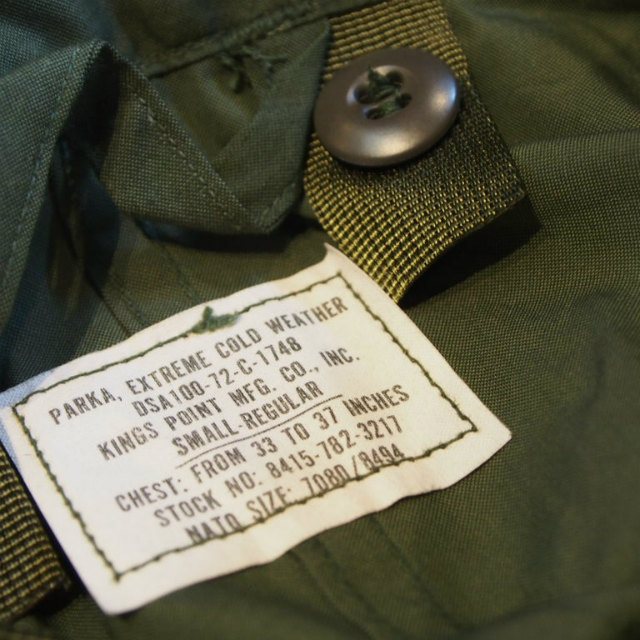 PARKA, EXTREME COLD WEATHER
DSA100-72-C-1748
KINGS POINT MFG. CO., INC.
SMALL-REGULAR
CHEST: FROM 33 TO 37 INCHES
STOCK NO: 8415-782-3217
NATO SIZE: 7080/8494